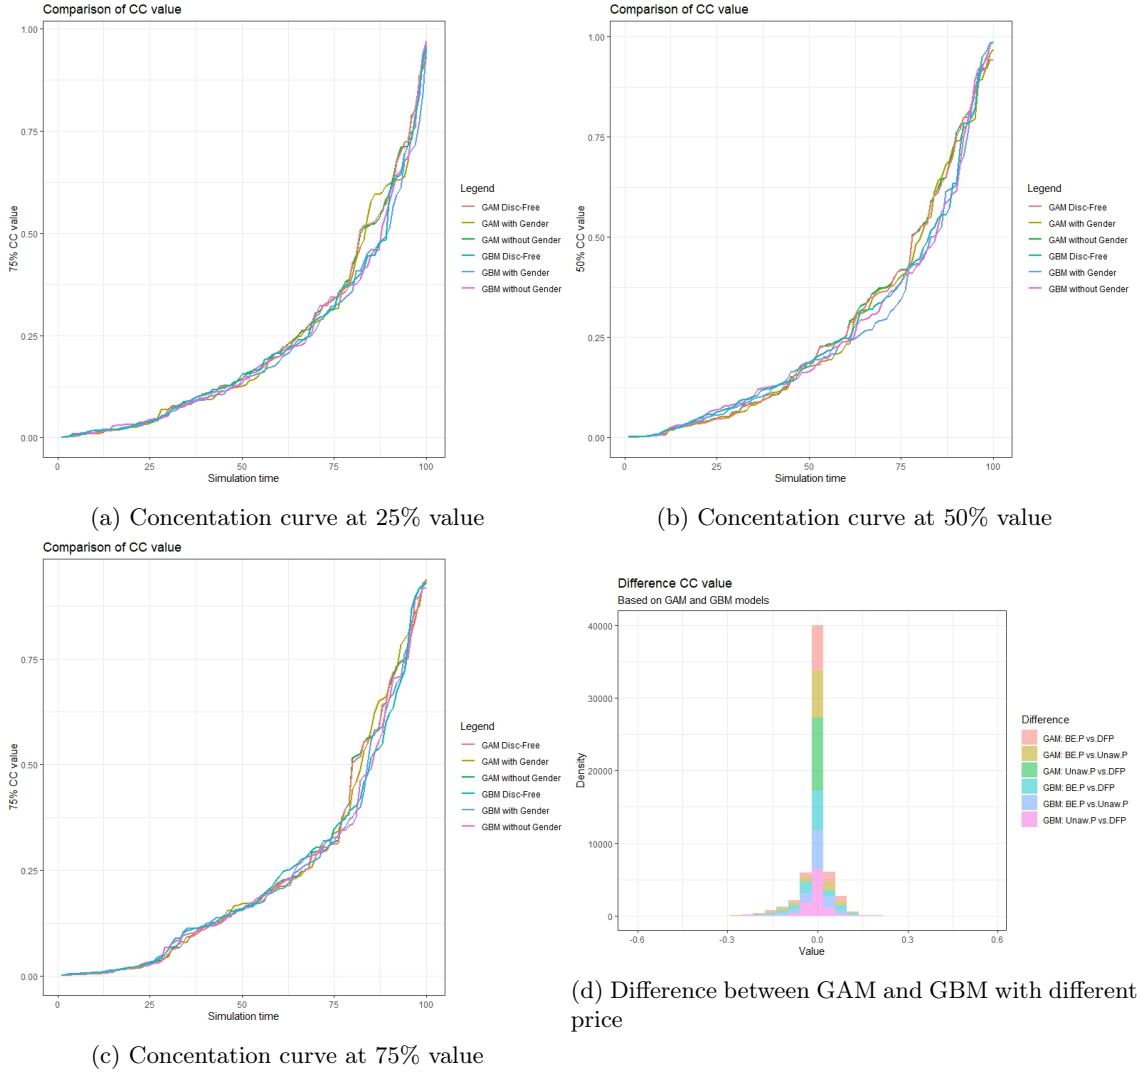 Comparison of CC value
1.00
0.75
0.50
0.25
0.00
75% CC value
0
25
50
75
100
Simulation time
Legend
GAM Disc-Free
GAM with Gender
GAM without Gender
GBM Disc-Free
GBM with Gender
GBM without Gender
(a) Concentation curve at 25% value
Comparison of CC value
1.00
0.75
0.50
0.25
0.00
50% CC value
0
25
50
75
100
Simulation time
Legend
GAM Disc-Free
GAM with Gender
GAM without Gender
GBM Disc-Free
GBM with Gender
GBM without Gender
(b) Concentation curve at 50% value
Comparison of CC value
0.75
0.50
0.25
0.00
75% CC value
0
25
50
75
100
Simulation time
Legend
GAM Disc-Free
GAM with Gender
GAM without Gender
GBM Disc-Free
GBM with Gender
GBM without Gender
(c) Concentation curve at 75% value
Difference CC value
Based on GAM and GBM models
40000
30000
20000
10000
0
Density
-0.6
-0.3
0.0
0.3
0.6
Value
Difference
GAM: BE.P vs.DFP
GAM: BE.P vs.Unaw.P
GAM: Unaw.P vs.DFP
GBM: BE.P vs.DFP
GBM: BE.P vs.Unaw.P
GBM: Unaw.P vs.DFP
(d) Difference between GAM and GBM with different
price